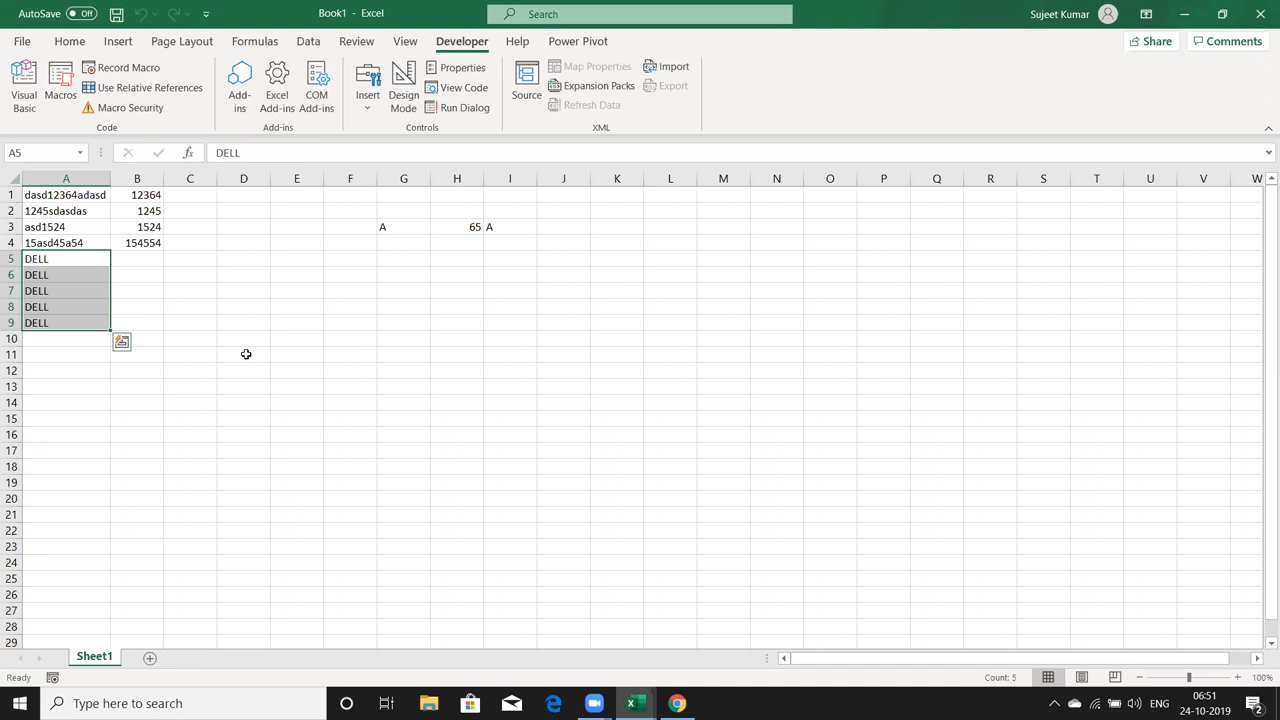 AutoSave Off Book1 - Excel Search Sujeet Kumar
File Home Insert Page Layout Formulas Data Review View Developer Help Power Pivot Share Comments
Visual Basic
Macros
Record Macro
Use Relative References
Macro Security
Code
Add-ins
Excel Add-ins
COM Add-ins
Add-ins
Insert
Design Mode
Properties
View Code
Run Dialog
Controls
Source
Map Properties
Expansion Packs
Refresh Data
Import
Export
XML
A5 fx DELL
A B C D E F G H I J K L M N O P Q R S T U V W
1 dasd12364adasd 12364
2 1245sdasdas 1245
3 asd1524 1524 A 65 A
4 15asd45a54 154554
5 DELL
6 DELL
7 DELL
8 DELL
9 DELL
10
11
12
13
14
15
16
17
18
19
20
21
22
23
24
25
26
27
28
29
Sheet1
Ready Count: 5 100%
Type here to search ENG 06:51
24-10-2019 2